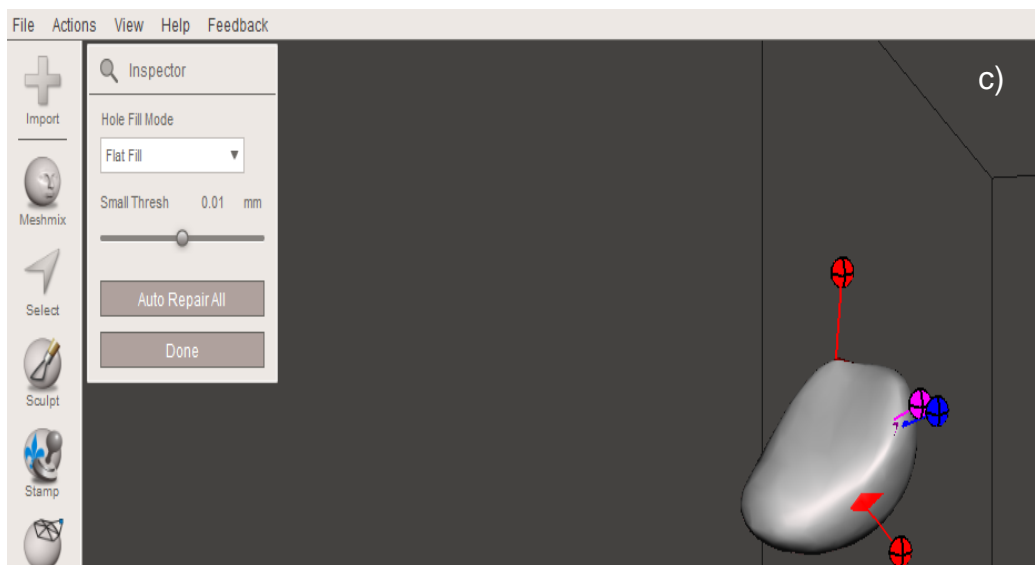 File Actions View Help Feedback
c)
Import
Meshmix
Select
Sculpt
Stamp
Inspector
Hole Fill Mode
Flat Fill
Small Thresh 0.01 mm
Auto Repair All
Done